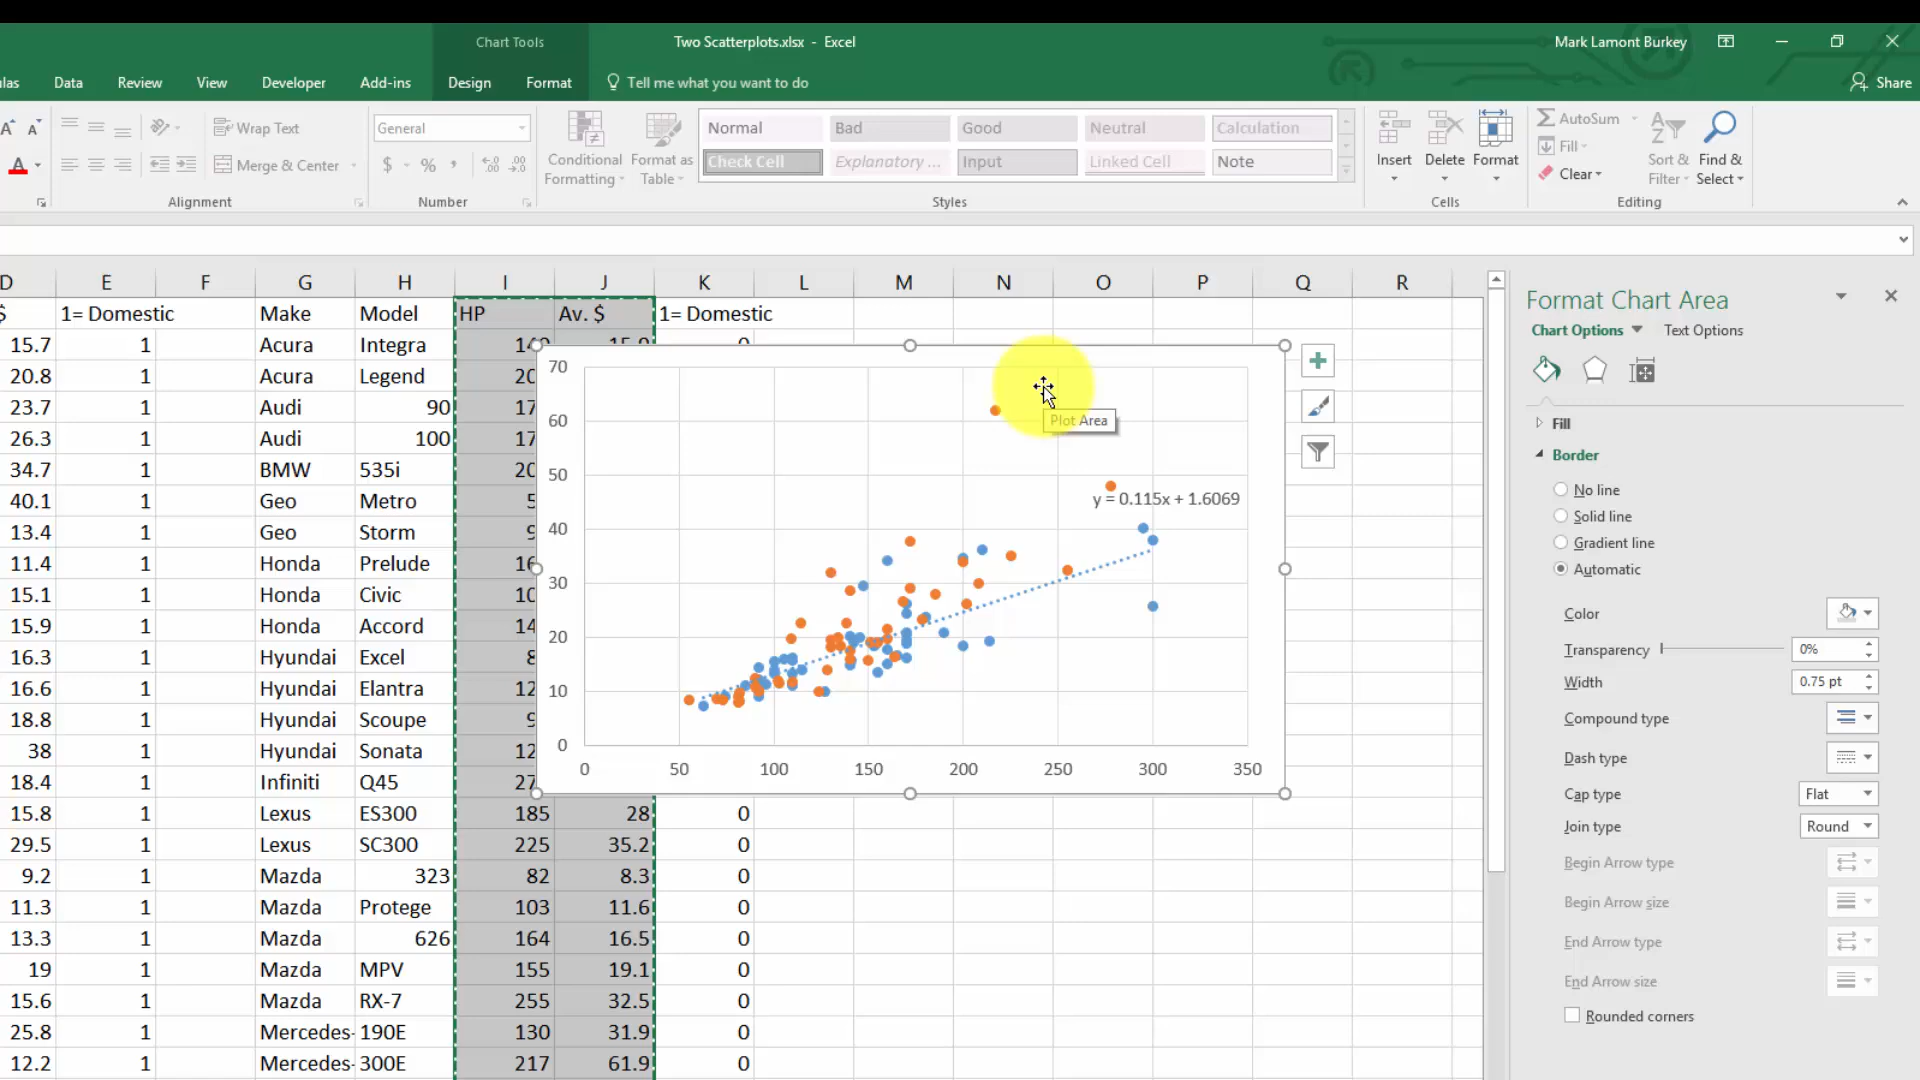 Chart Tools
Two Scatterplots.xlsx - Excel
Mark Lamont Burkey
ulas Data Review View Developer Add-ins Design Format Tell me what you want to do Share
Wrap Text
Merge & Center
Alignment
General
$ % ,
Number
Conditional Formatting
Format as Table
Normal Bad Good Neutral Calculation
Check Cell Explanatory ... Input Linked Cell Note
Styles
Insert Delete Format
Cells
AutoSum
Fill
Clear
Sort & Filter
Find & Select
Editing
D E F G H I J K L M N O P Q R
$ 1= Domestic Make Model HP Av. $ 1= Domestic
15.7 1 Acura Integra
20.8 1 Acura Legend
23.7 1 Audi 90
26.3 1 Audi 100
34.7 1 BMW 535i
40.1 1 Geo Metro
13.4 1 Geo Storm
11.4 1 Honda Prelude
15.1 1 Honda Civic
15.9 1 Honda Accord
16.3 1 Hyundai Excel
16.6 1 Hyundai Elantra
18.8 1 Hyundai Scoupe
38 1 Hyundai Sonata
18.4 1 Infiniti Q45
15.8 1 Lexus ES300 185 28 0
29.5 1 Lexus SC300 225 35.2 0
9.2 1 Mazda 323 82 8.3 0
11.3 1 Mazda Protege 103 11.6 0
13.3 1 Mazda 626 164 16.5 0
19 1 Mazda MPV 155 19.1 0
15.6 1 Mazda RX-7 255 32.5 0
25.8 1 Mercedes- 190E 130 31.9 0
12.2 1 Mercedes- 300E 217 61.9 0
70
60
50
40
30
20
10
0
0 50 100 150 200 250 300 350
Plot Area
y = 0.115x + 1.6069
Format Chart Area
Chart Options Text Options
Fill
Border
No line
Solid line
Gradient line
Automatic
Color
Transparency 0%
Width 0.75 pt
Compound type
Dash type
Cap type Flat
Join type Round
Begin Arrow type
Begin Arrow size
End Arrow type
End Arrow size
Rounded corners